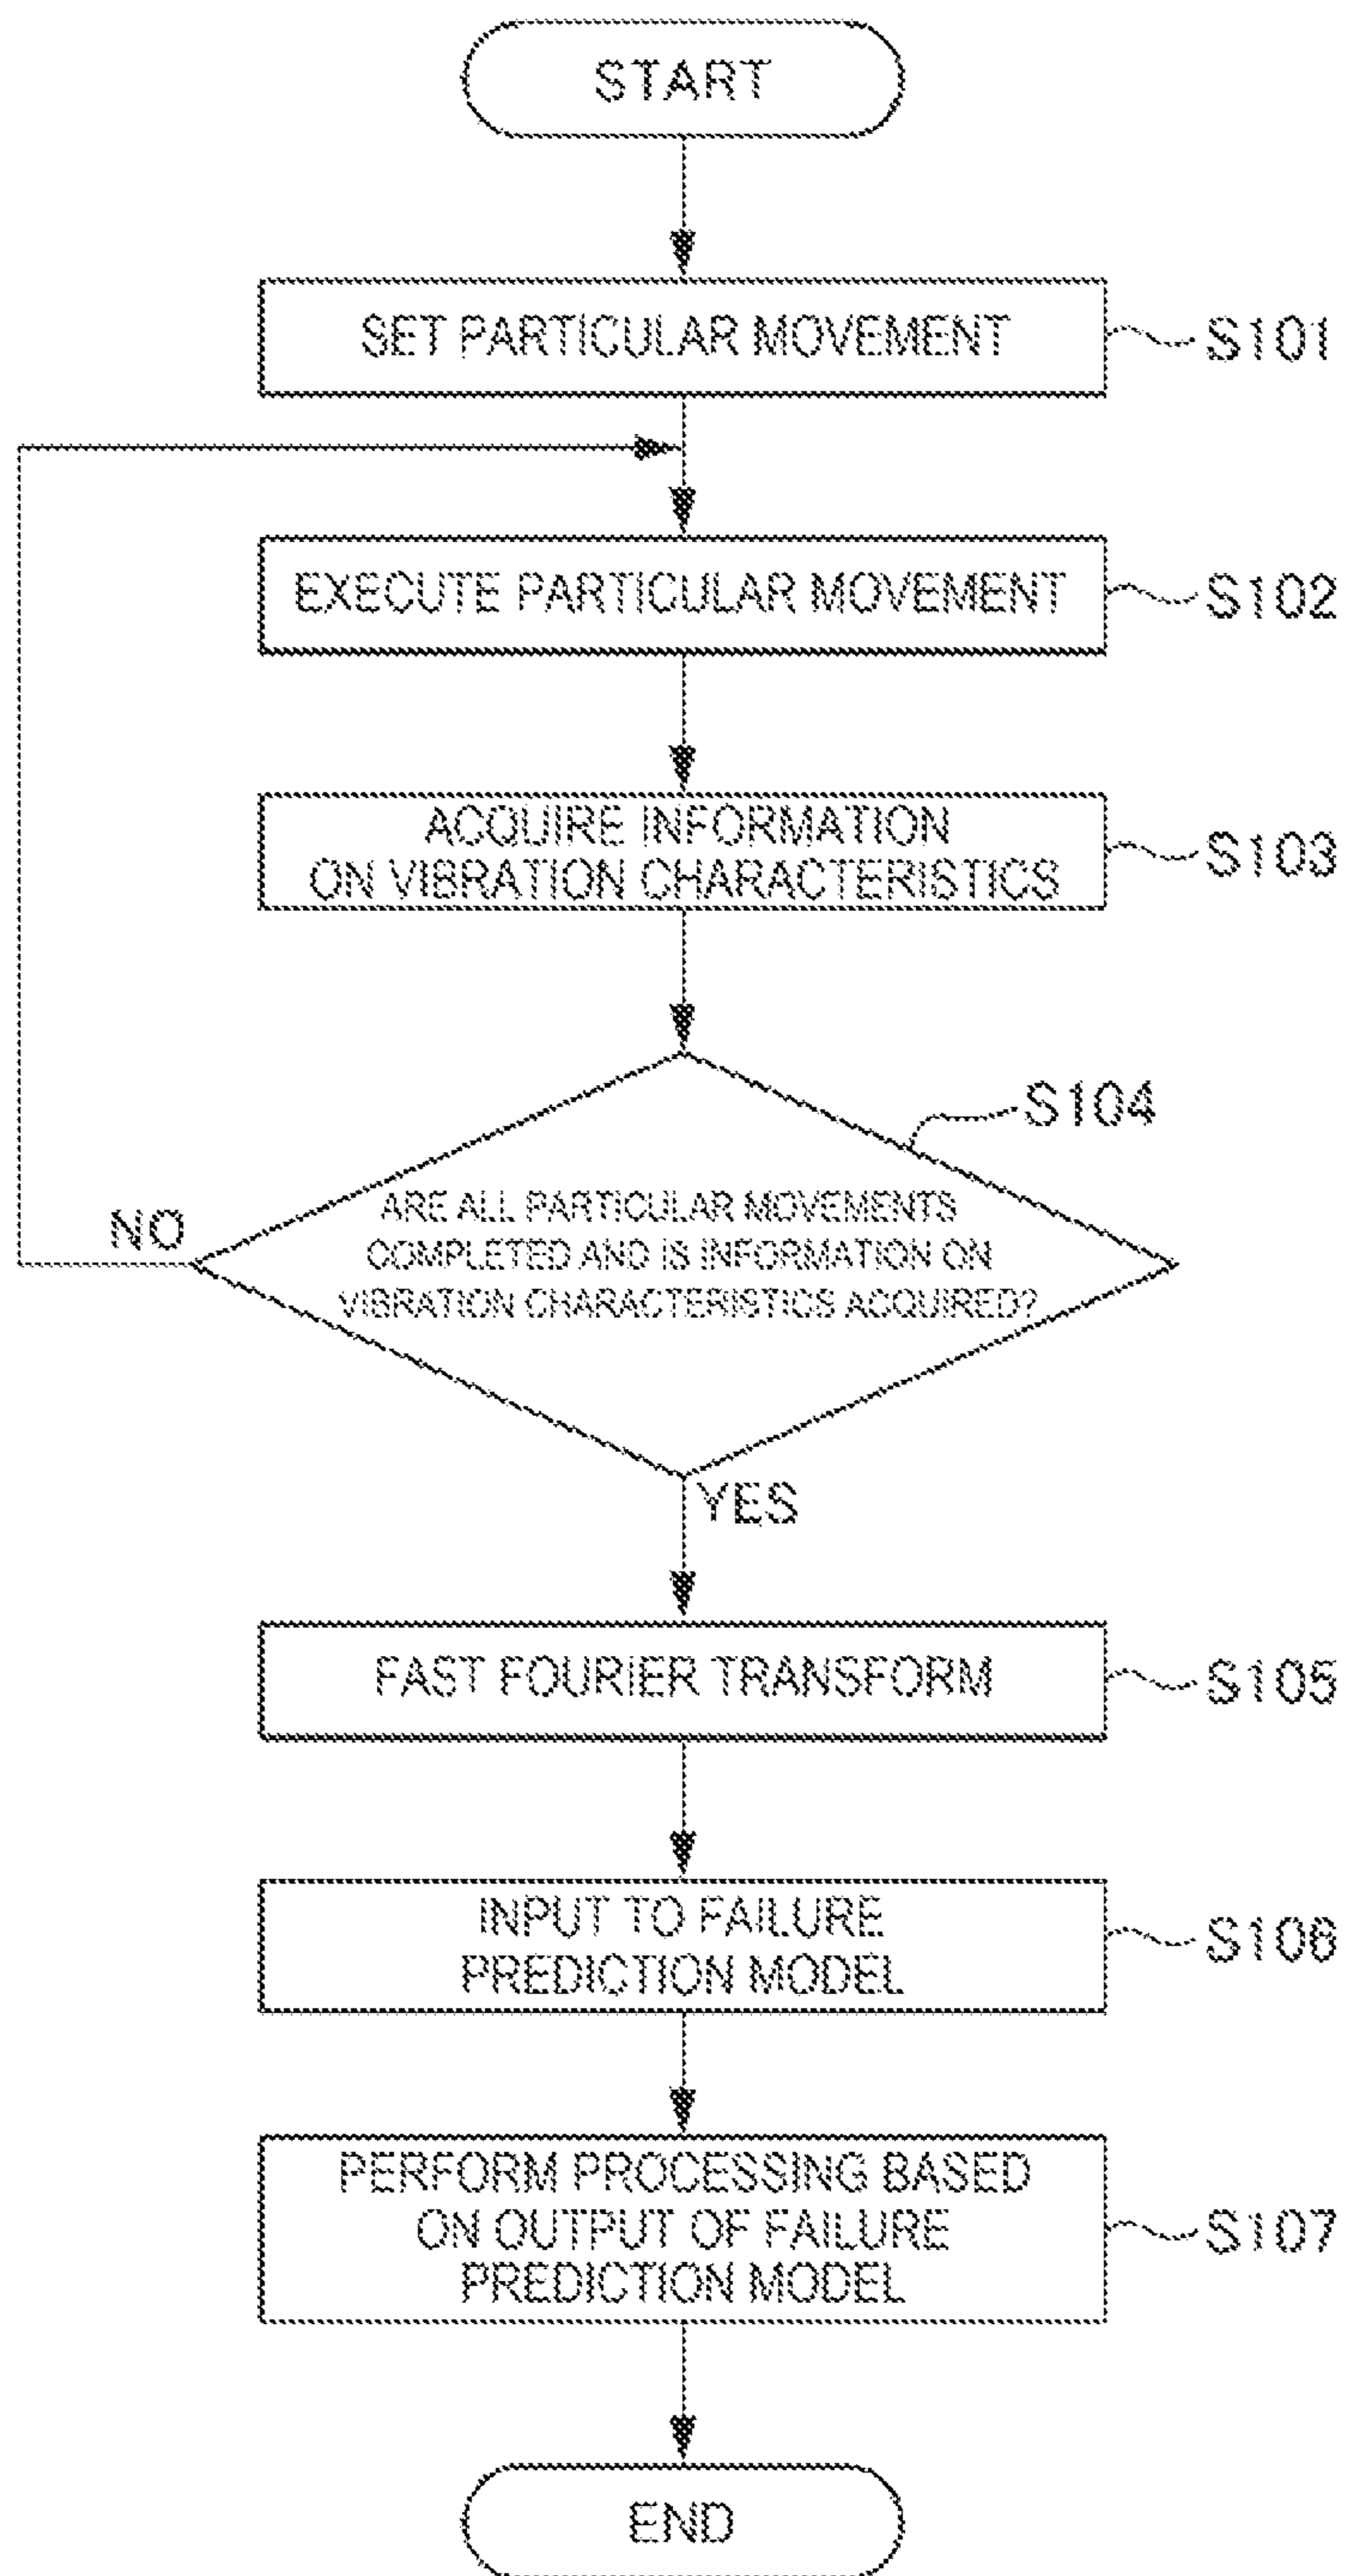 START
SET PARTICULAR MOVEMENT
S101
EXECUTE PARTICULAR MOVEMENT
S102
ACQUIRE INFORMATION
ON VIBRATION CHARACTERISTICS
S103
S104
ARE ALL PARTICULAR MOVEMENTS
COMPLETED AND IS INFORMATION ON
VIBRATION CHARACTERISTICS ACQUIRED?
NO
YES
FAST FOURIER TRANSFORM
S105
INPUT TO FAILURE
PREDICTION MODEL
S106
PERFORM PROCESSING BASED
ON OUTPUT OF FAILURE
PREDICTION MODEL
S107
END